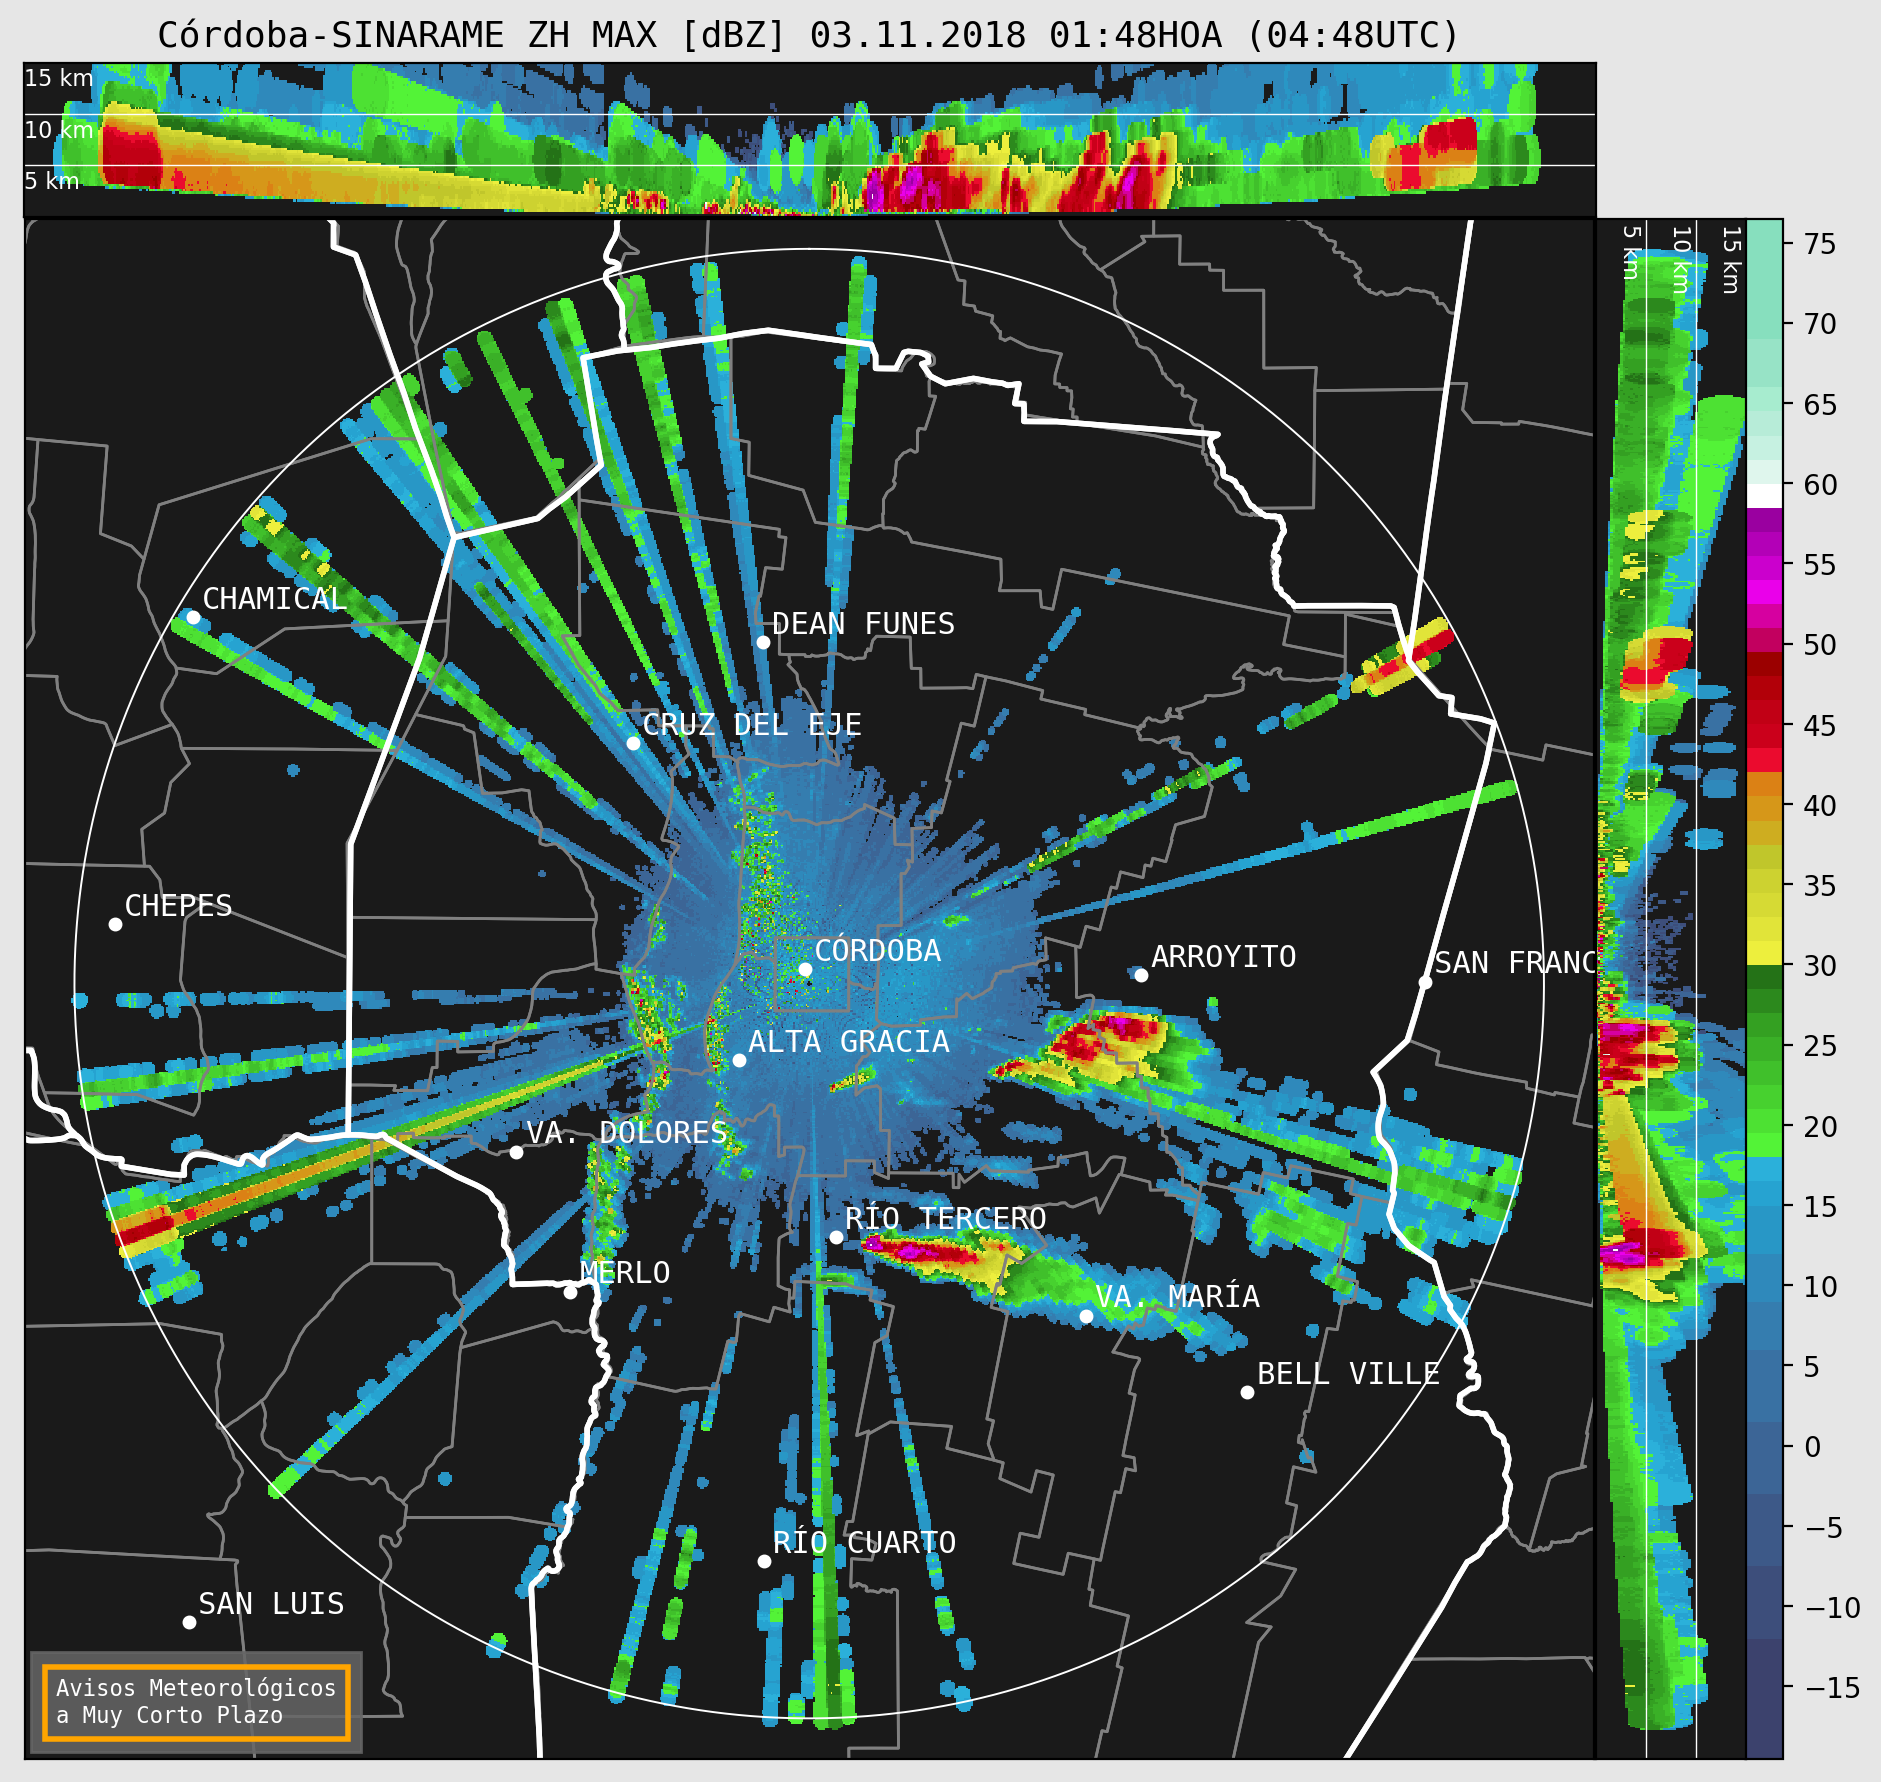 Córdoba-SINARAME ZH MAX [dBZ] 03.11.2018 01:48HOA (04:48UTC)
15 km
10 km
5 km
5 km
10 km
15 km
75
70
65
60
55
50
45
40
35
30
25
20
15
10
5
0
−5
−10
−15
CHAMICAL
DEAN FUNES
CRUZ DEL EJE
CHEPES
CÓRDOBA
ARROYITO
SAN FRANC
ALTA GRACIA
VA. DOLORES
RÍO TERCERO
MERLO
VA. MARÍA
BELL VILLE
RÍO CUARTO
SAN LUIS
Avisos Meteorológicos
a Muy Corto Plazo